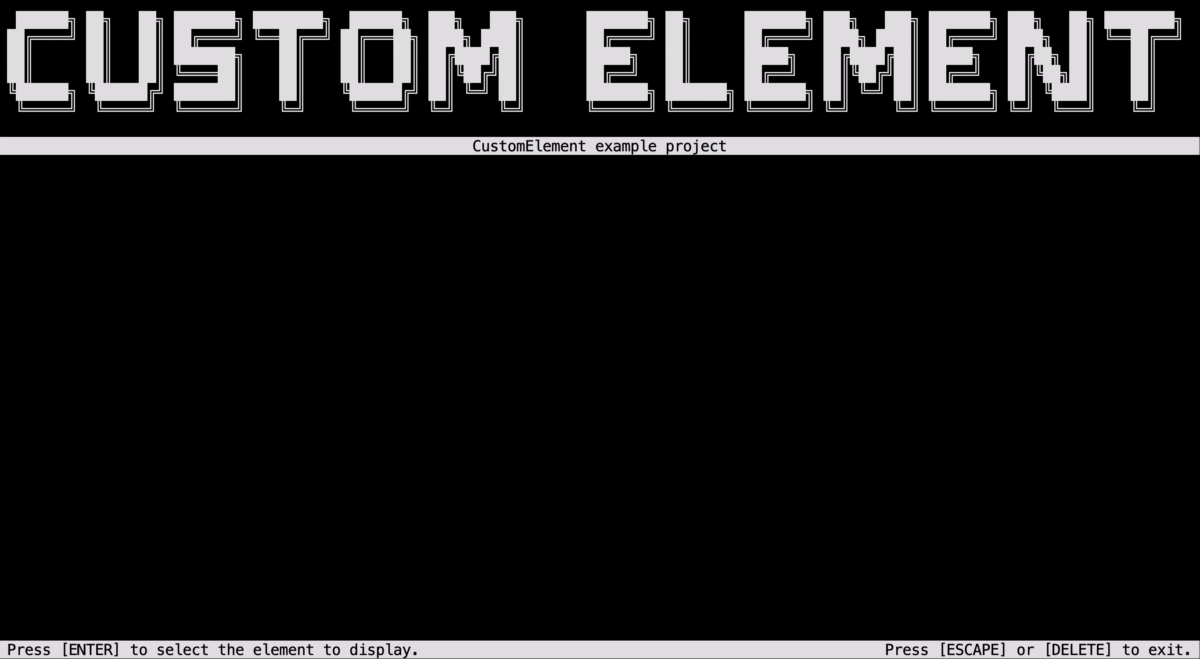 CUSTOM ELEMENT
CustomElement example project
Press [ENTER] to select the element to display.
Press [ESCAPE] or [DELETE] to exit.